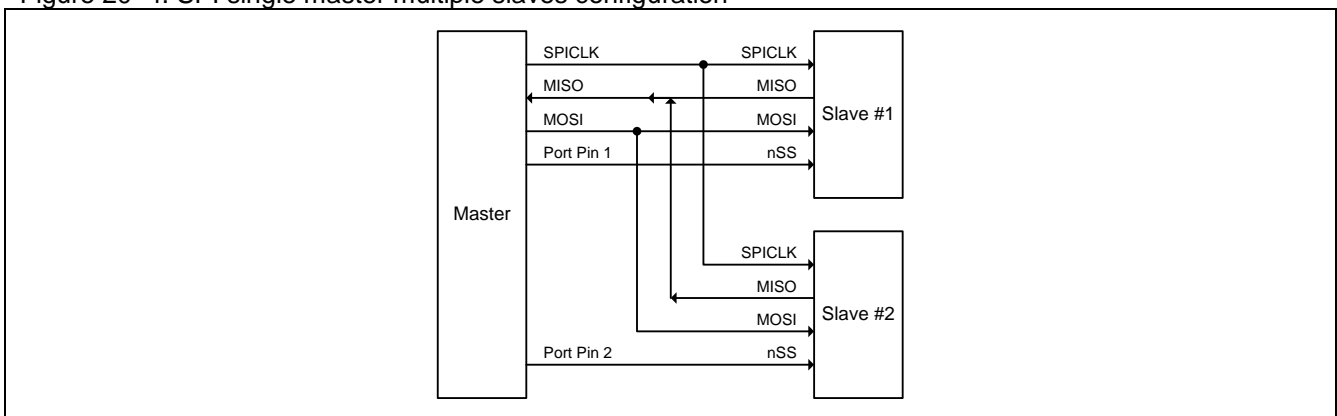 SPICLK SPICLK
MISO MISO
MOSI MOSI
Port Pin 1 nSS
Slave #1
Master
SPICLK
MISO
MOSI
Port Pin 2 nSS
Slave #2